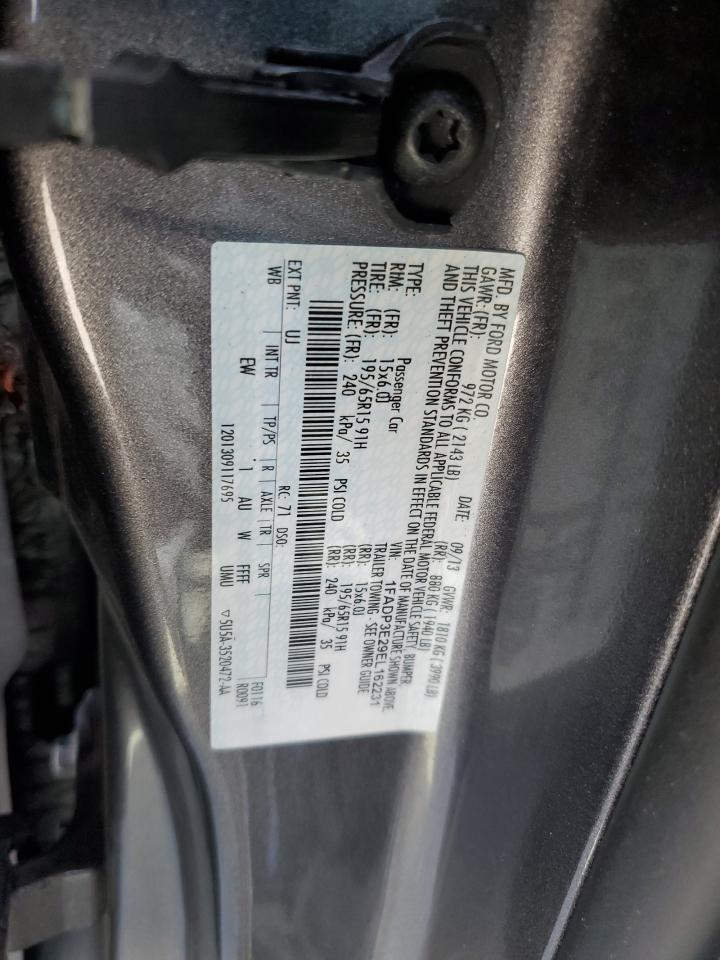 MFD. BY FORD MOTOR CO.
DATE: 09/13 GVWR: 1810 KG (3990 LB)
GAWR: (FR): 972 KG (2143 LB) (RR): 880 KG (1940 LB)
THIS VEHICLE CONFORMS TO ALL APPLICABLE FEDERAL MOTOR VEHICLE SAFETY, BUMPER
AND THEFT PREVENTION STANDARDS IN EFFECT ON THE DATE OF MANUFACTURE SHOWN ABOVE.
VIN: 1FADP3E29EL162231
TYPE: Passenger Car TRAILER TOWING - SEE OWNER GUIDE
RIM: (FR): 15x6.0J (RR): 15x6.0J
TIRE: (FR): 195/65R15 91H (RR): 195/65R15 91H
PRESSURE: (FR): 240 kPa/ 35 PSI COLD (RR): 240 kPa/ 35 PSI COLD
EXT PNT: UJ RC: 71 DSO:
WB INT TR TP/PS R AXLE TR SPR F0116
EW .1 AU W FFFF UMU R0091
1201309117695 ▽5U5A-3520472-AA